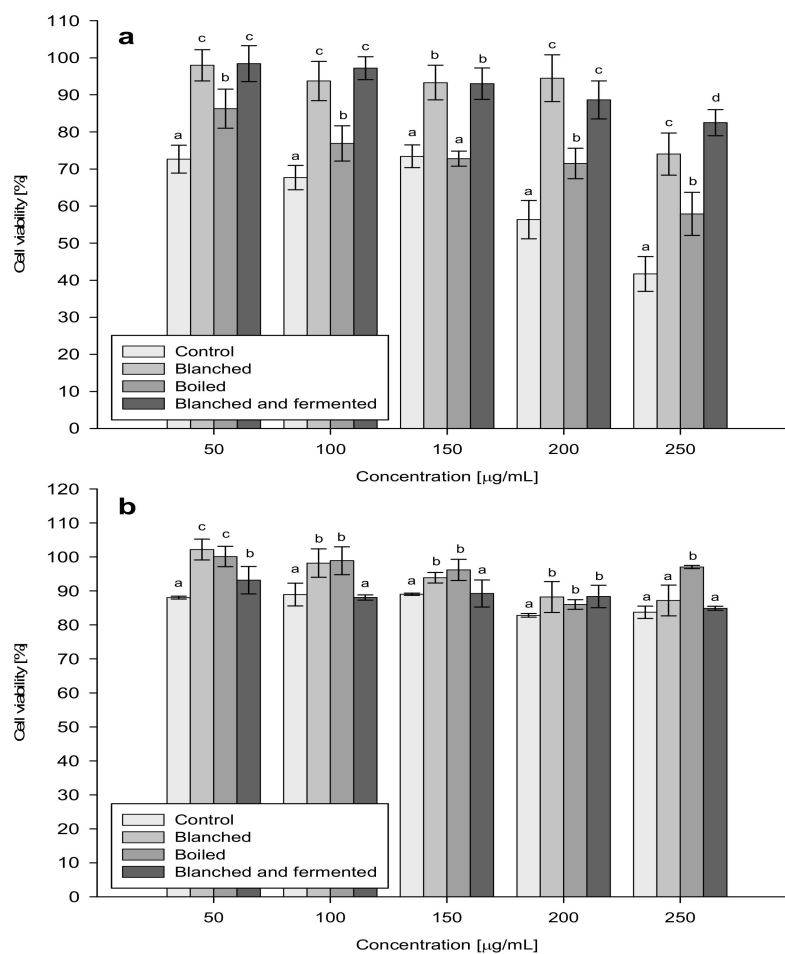 a
110
100
90
80
70
60
50
40
30
20
10
0
Cell viability [%]
a c b c
a c b c
a b a b
a c b c
a c b d
Control
Blanched
Boiled
Blanched and fermented
50 100 150 200 250
Concentration [µg/mL]
b
120
110
100
90
80
70
60
50
40
30
20
10
0
Cell viability [%]
a c c b
a b b a
a b b a
a b b b
a a b a
Control
Blanched
Boiled
Blanched and fermented
50 100 150 200 250
Concentration [µg/mL]